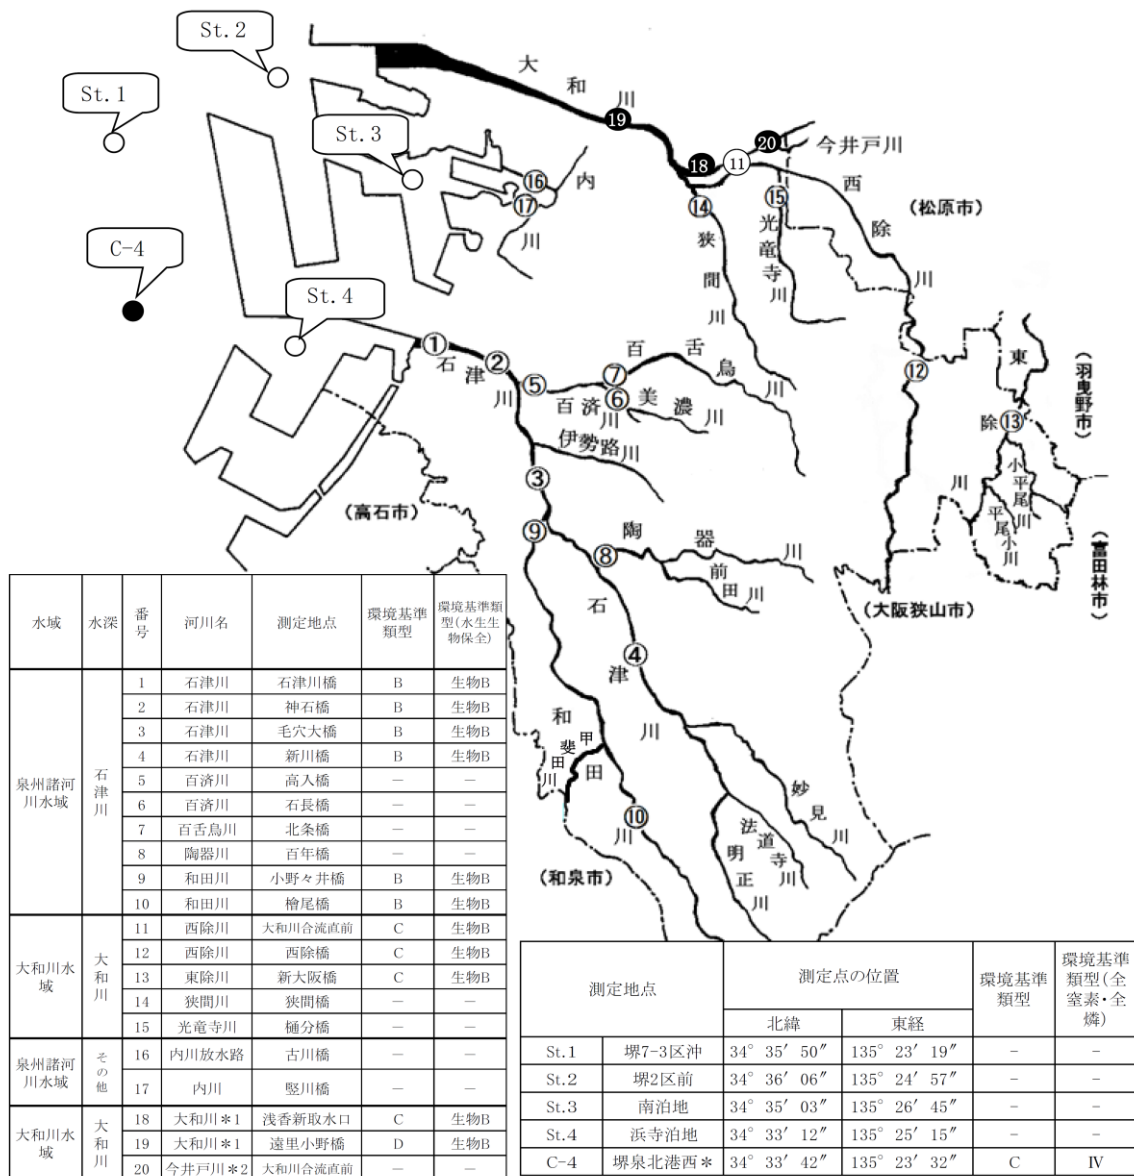 St.2
St.1
St.3
C-4
St.4
大和川
⑲
⑱
⑪
⑳
今井戸川
⑯
⑰
内川
⑭
狭間川
⑮
光竜寺川
西除川
(松原市)
⑫
東除川
⑬
小平尾川
平尾小川
(羽曳野市)
(富田林市)
(大阪狭山市)
①
石津川
②
⑤
百済川
⑦
百舌鳥川
⑥
美濃川
伊勢路川
③
(高石市)
⑨
⑧
陶器川
前田川
石津川
④
和田川
甲斐田川
⑩
妙見川
法道寺川
明正川
(和泉市)
水域 水深 番号 河川名 測定地点 環境基準類型 環境基準類型(水生生物保全)
泉州諸河川水域 石津川
1 石津川 石津川橋 B 生物B
2 石津川 神石橋 B 生物B
3 石津川 毛穴大橋 B 生物B
4 石津川 新川橋 B 生物B
5 百済川 高入橋 — —
6 百済川 石長橋 — —
7 百舌鳥川 北条橋 — —
8 陶器川 百年橋 — —
9 和田川 小野々井橋 B 生物B
10 和田川 檜尾橋 B 生物B
大和川水域 大和川
11 西除川 大和川合流直前 C 生物B
12 西除川 西除橋 C 生物B
13 東除川 新大阪橋 C 生物B
14 狭間川 狭間橋 — —
15 光竜寺川 樋分橋 — —
泉州諸河川水域 その他
16 内川放水路 古川橋 — —
17 内川 竪川橋 — —
大和川水域 大和川
18 大和川*1 浅香新取水口 C 生物B
19 大和川*1 遠里小野橋 D 生物B
20 今井戸川*2 大和川合流直前 — —
測定地点 測定点の位置 環境基準類型 環境基準類型(全窒素・全燐)
北緯 東経
St.1 堺7-3区沖 34° 35′ 50″ 135° 23′ 19″ - -
St.2 堺2区前 34° 36′ 06″ 135° 24′ 57″ - -
St.3 南泊地 34° 35′ 03″ 135° 26′ 45″ - -
St.4 浜寺泊地 34° 33′ 12″ 135° 25′ 15″ - -
C-4 堺泉北港西* 34° 33′ 42″ 135° 23′ 32″ C Ⅳ